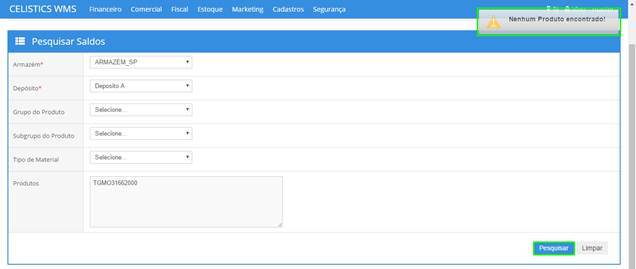 CELISTICS WMS Financeiro Comercial Fiscal Estoque Marketing Cadastros Segurança
Nenhum Produto encontrado!
Pesquisar Saldos
Armazém* ARMAZEM_SP
Depósito* Deposito A
Grupo do Produto Selecione...
Subgrupo do Produto Selecione...
Tipo de Material Selecione...
Produtos TGMO31662000
Pesquisar Limpar